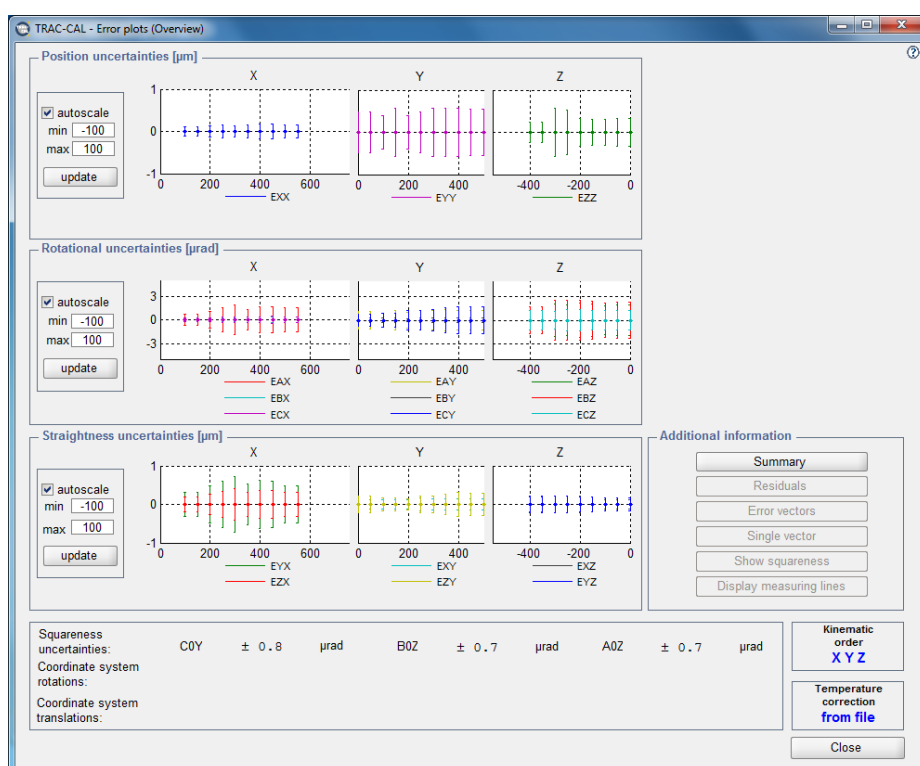 TRAC-CAL - Error plots (Overview)
Position uncertainties [µm]
X Y Z
autoscale
min -100
max 100
update
1
0
-1
0 200 400 600
0 200 400
-400 -200 0
EXX
EYY
EZZ
Rotational uncertainties [µrad]
X Y Z
autoscale
min -100
max 100
update
3
0
-3
0 200 400 600
0 200 400
-400 -200 0
EAX EAY EAZ
EBX EBY EBZ
ECX ECY ECZ
Straightness uncertainties [µm]
X Y Z
autoscale
min -100
max 100
update
1
0
-1
0 200 400 600
0 200 400
-400 -200 0
EYX EXY EXZ
EZX EZY EYZ
Additional information
Summary
Residuals
Error vectors
Single vector
Show squareness
Display measuring lines
Squareness
uncertainties: C0Y ± 0.8 µrad B0Z ± 0.7 µrad A0Z ± 0.7 µrad
Coordinate system
rotations:
Coordinate system
translations:
Kinematic
order
X Y Z
Temperature
correction
from file
Close